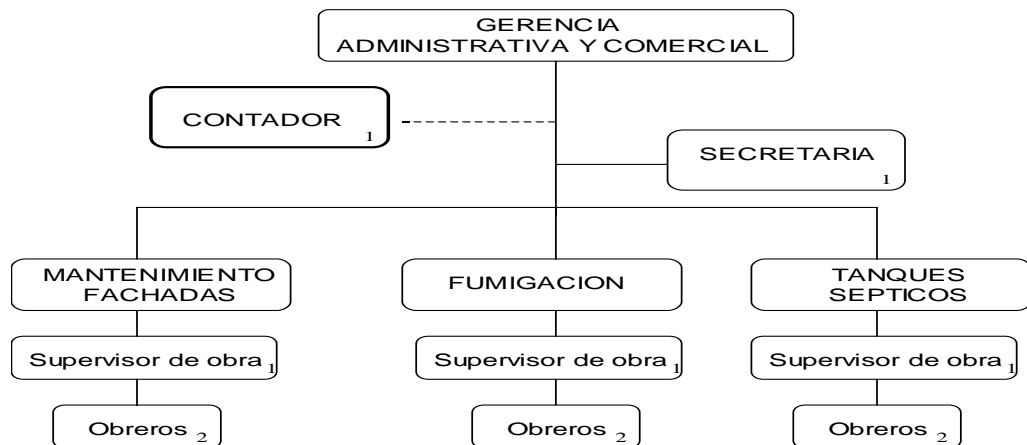 GERENCIA
ADMINISTRATIVA Y COMERCIAL
CONTADOR 1
SECRETARIA 1
MANTENIMIENTO
FACHADAS
FUMIGACION
TANQUES
SEPTICOS
Supervisor de obra 1
Supervisor de obra 1
Supervisor de obra 1
Obreros 2
Obreros 2
Obreros 2